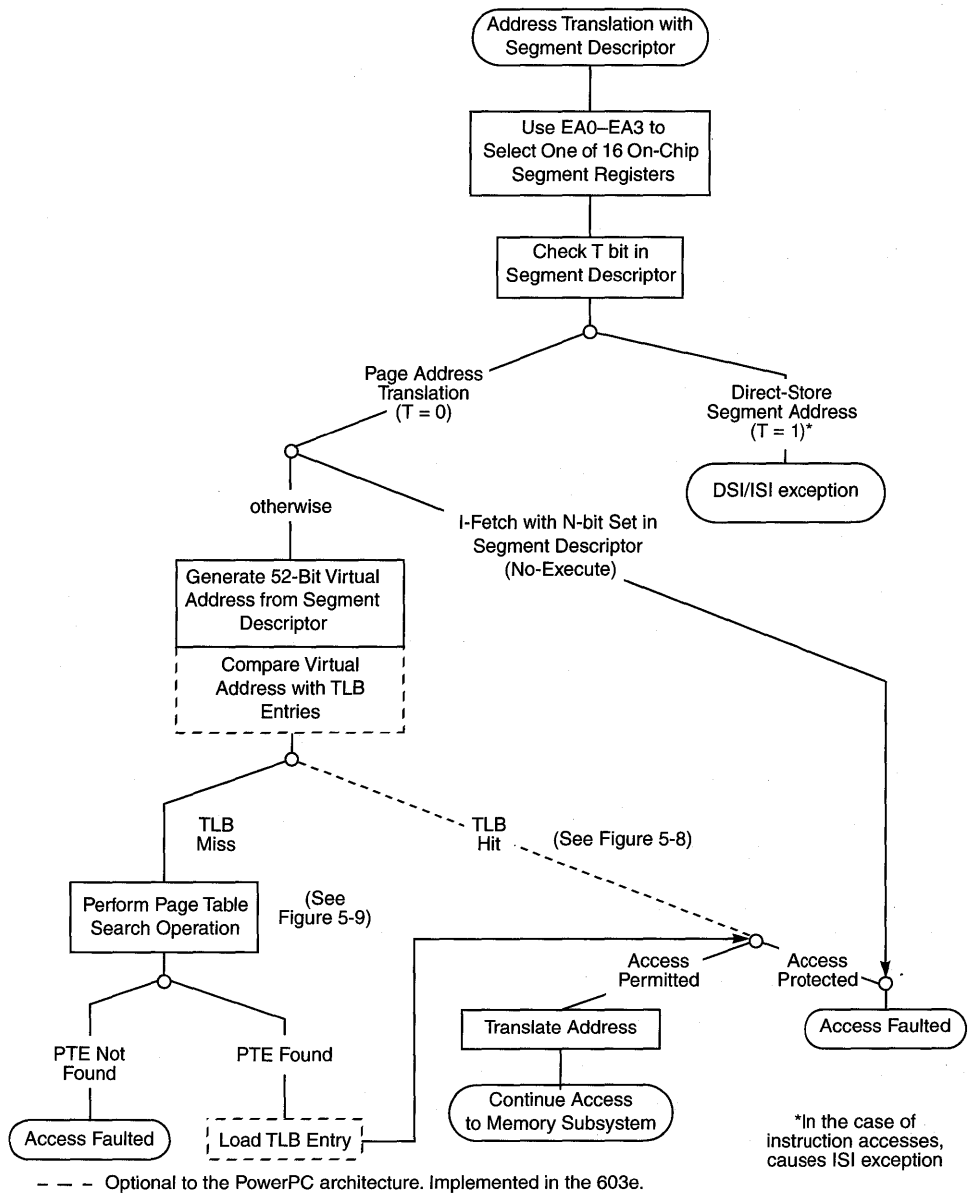 Address Translation with
Segment Descriptor
Use EA0–EA3 to
Select One of 16 On-Chip
Segment Registers
Check T bit in
Segment Descriptor
Page Address
Translation
(T = 0)
Direct-Store
Segment Address
(T = 1)*
DSI/ISI exception
otherwise
I-Fetch with N-bit Set in
Segment Descriptor
(No-Execute)
Generate 52-Bit Virtual
Address from Segment
Descriptor
Compare Virtual
Address with TLB
Entries
TLB
Miss
TLB
Hit
(See Figure 5-8)
Perform Page Table
Search Operation
(See
Figure 5-9)
Access
Permitted
Access
Protected
Translate Address
Access Faulted
PTE Not
Found
PTE Found
Continue Access
to Memory Subsystem
Access Faulted
Load TLB Entry
*In the case of
instruction accesses,
causes ISI exception
– – – Optional to the PowerPC architecture. Implemented in the 603e.